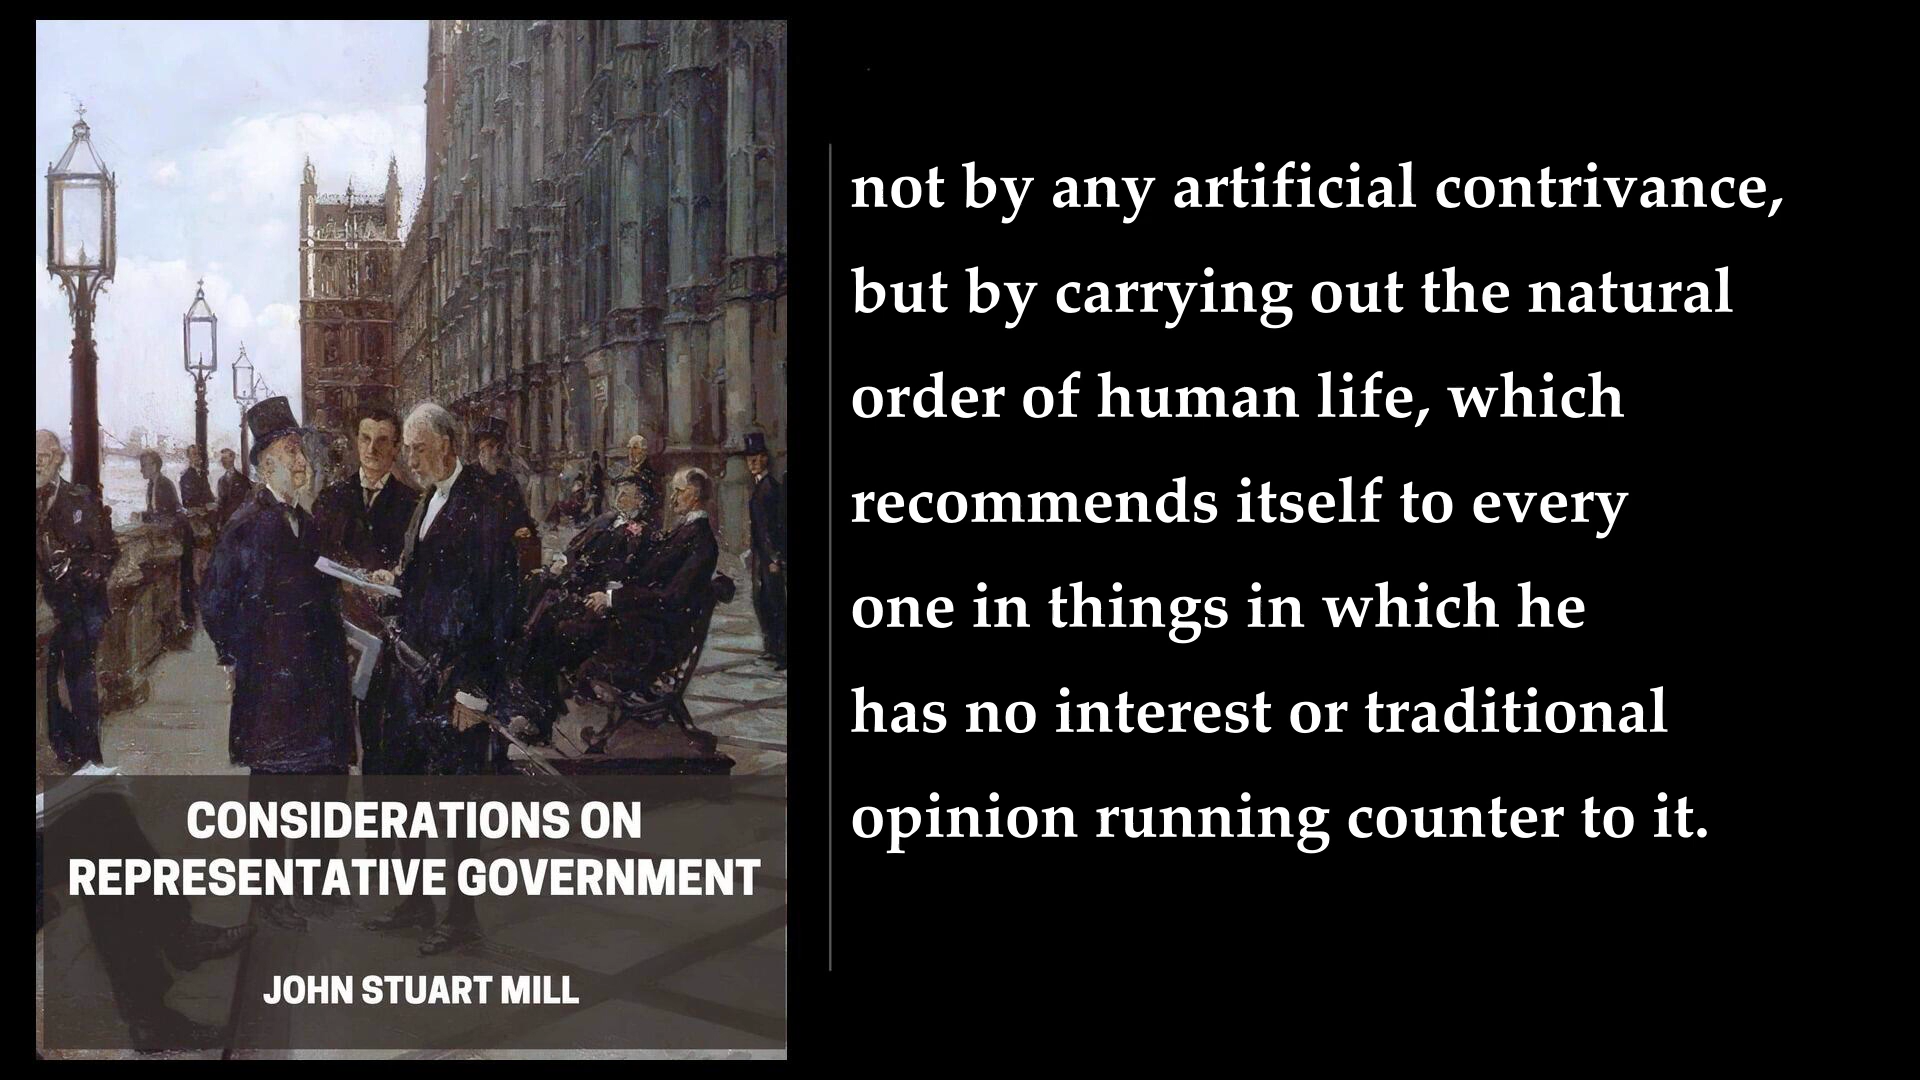 CONSIDERATIONS ON
REPRESENTATIVE GOVERNMENT
JOHN STUART MILL
not by any artificial contrivance,
but by carrying out the natural
order of human life, which
recommends itself to every
one in things in which he
has no interest or traditional
opinion running counter to it.